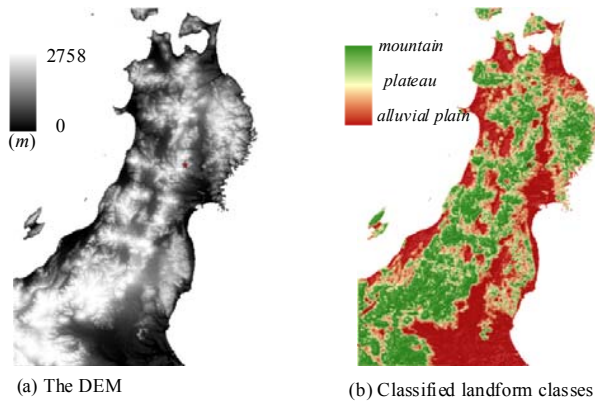 2758
0
(m)
mountain
plateau
alluvial plain
(a) The DEM
(b) Classified landform classes